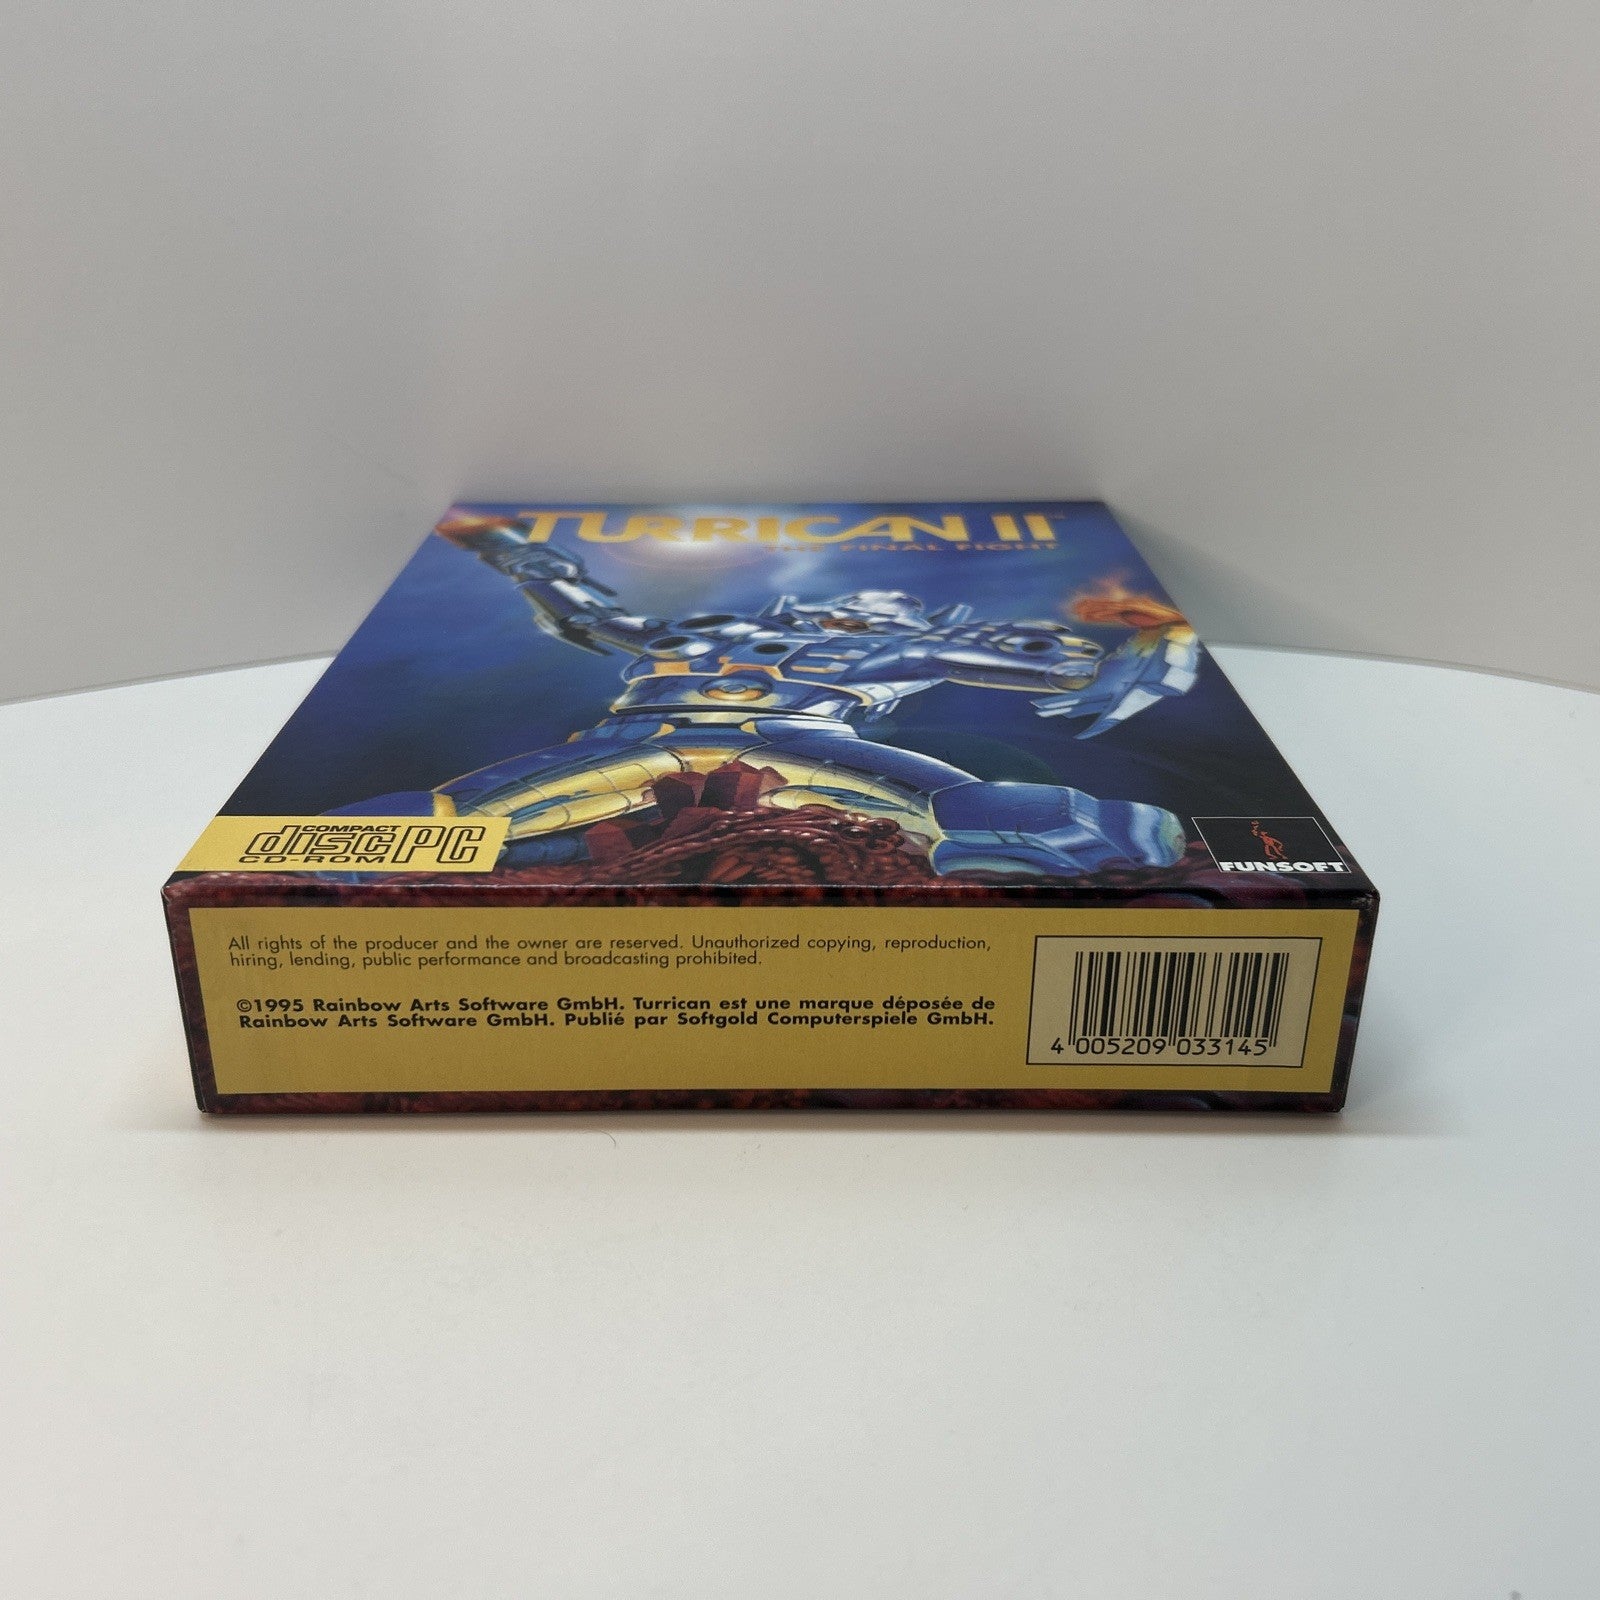 TURRICAN II™
THE FINAL FIGHT
COMPACT
disc PC
CD-ROM
FUNSOFT
All rights of the producer and the owner are reserved. Unauthorized copying, reproduction,
hiring, lending, public performance and broadcasting prohibited.
©1995 Rainbow Arts Software GmbH. Turrican est une marque déposée de
Rainbow Arts Software GmbH. Publié par Softgold Computerspiele GmbH.
4 005209 033145